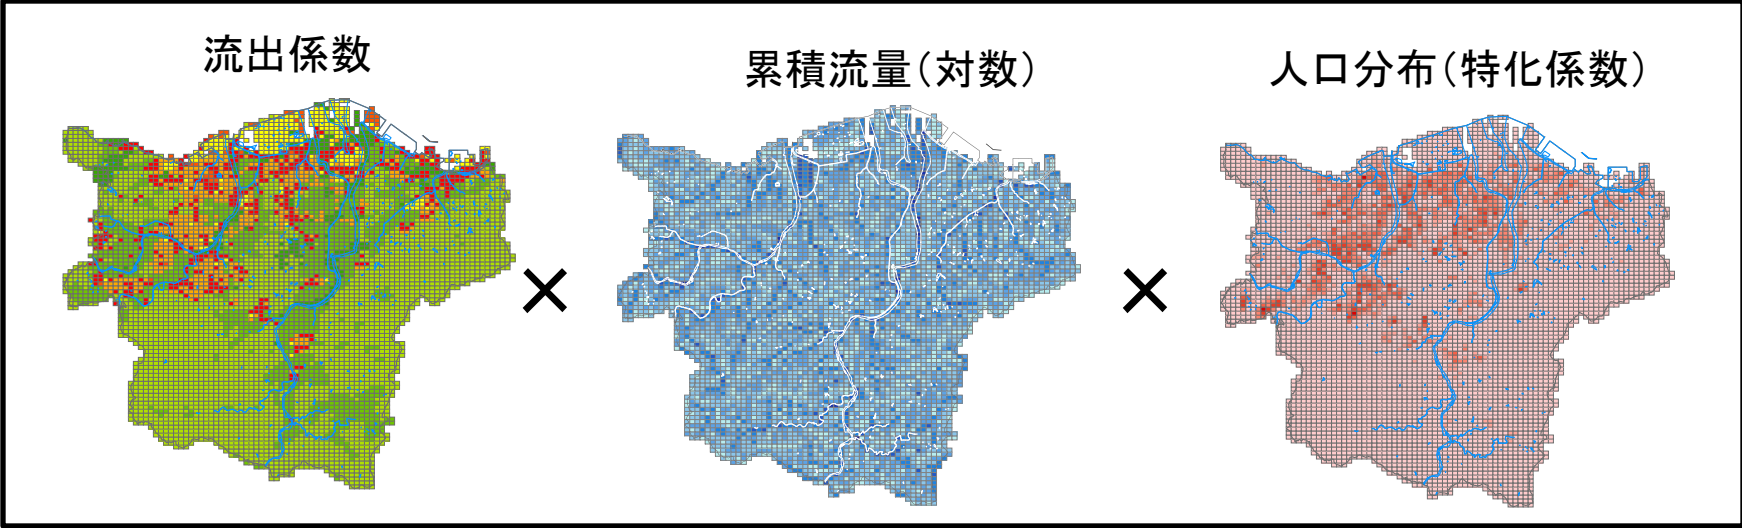 流出係数
累積流量(対数)
人口分布(特化係数)
×
×